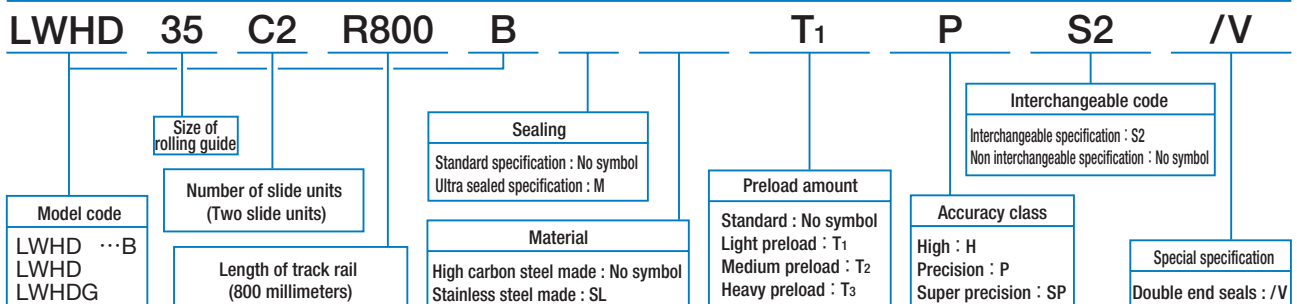 LWHD 35 C2 R800 B T₁ P S2 /V
Size of
rolling guide
Number of slide units
(Two slide units)
Model code
LWHD …B
LWHD
LWHDG
Length of track rail
(800 millimeters)
Sealing
Standard specification : No symbol
Ultra sealed specification : M
Material
High carbon steel made : No symbol
Stainless steel made : SL
Preload amount
Standard : No symbol
Light preload : T₁
Medium preload : T₂
Heavy preload : T₃
Interchangeable code
Interchangeable specification : S2
Non interchangeable specification : No symbol
Accuracy class
High : H
Precision : P
Super precision : SP
Special specification
Double end seals : /V